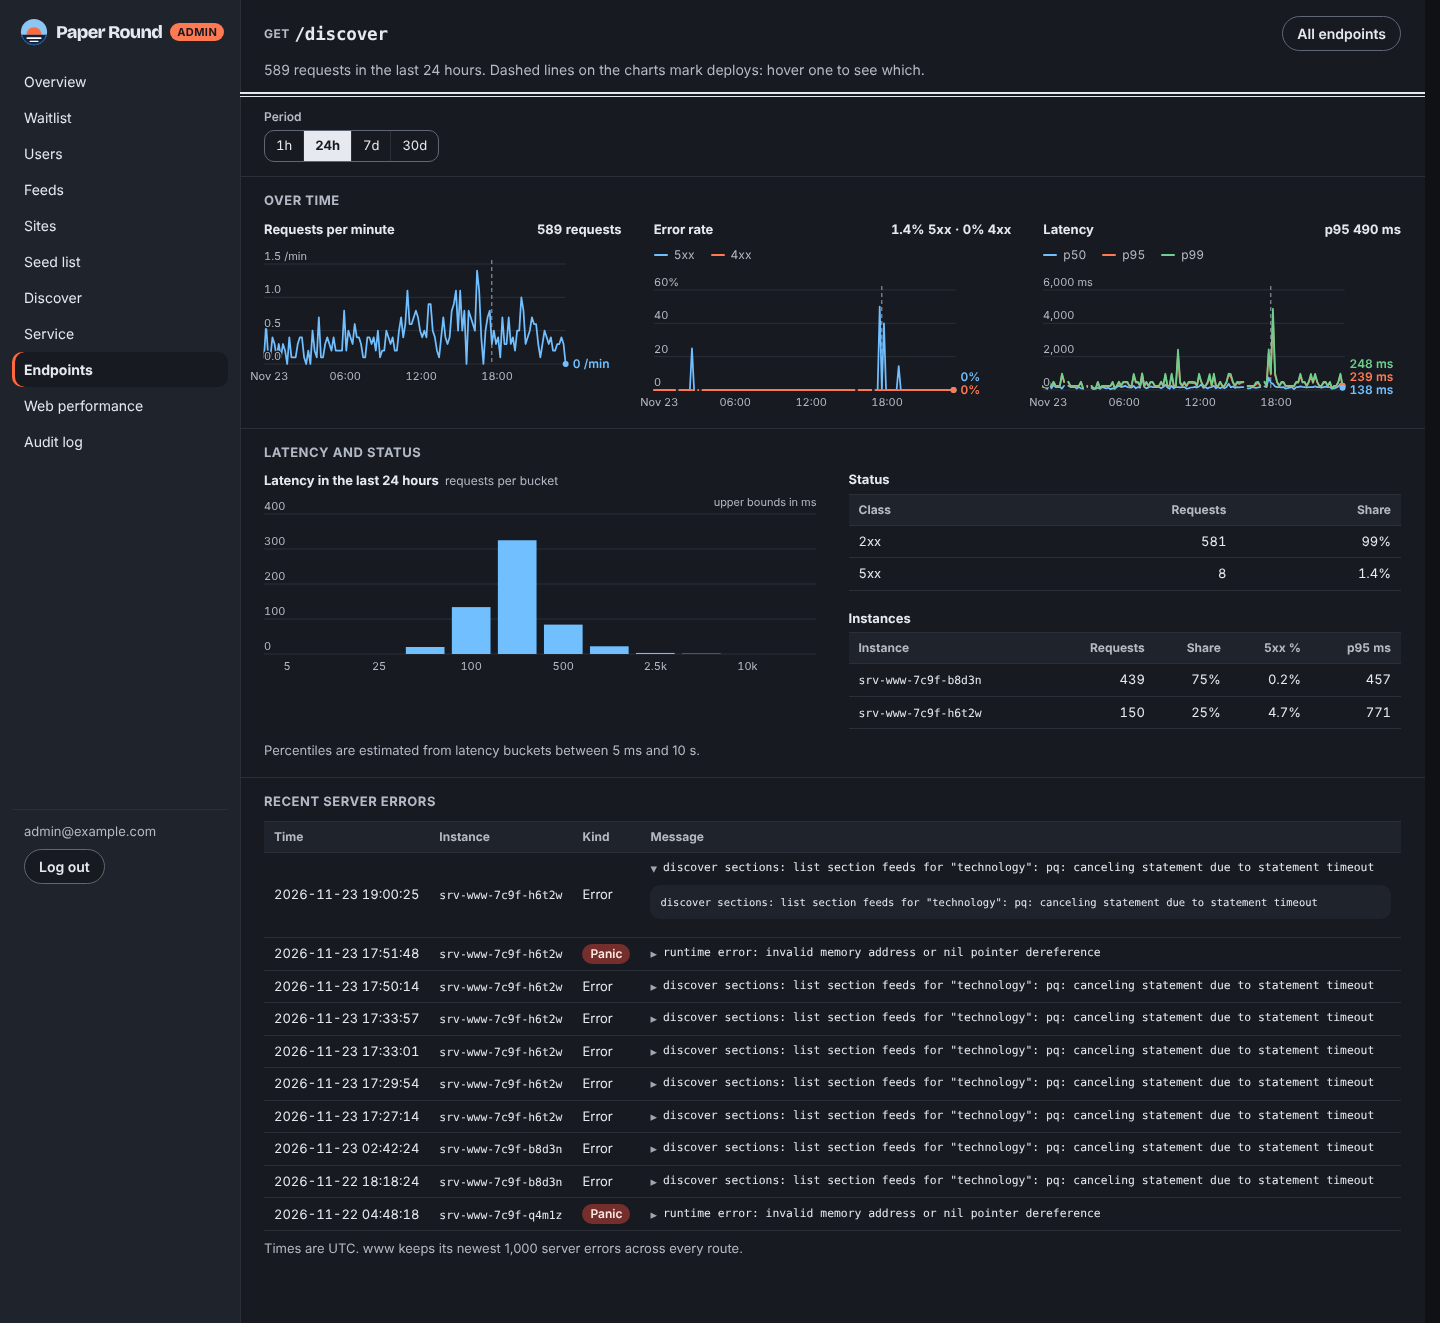 Paper Round ADMIN
Overview
Waitlist
Users
Feeds
Sites
Seed list
Discover
Service
Endpoints
Web performance
Audit log
admin@example.com
Log out
GET /discover
All endpoints
589 requests in the last 24 hours. Dashed lines on the charts mark deploys: hover one to see which.
Period
1h 24h 7d 30d
OVER TIME
Requests per minute 589 requests
1.5 /min
1.0
0.5
0.0
0 /min
Nov 23 06:00 12:00 18:00
Error rate 1.4% 5xx · 0% 4xx
5xx 4xx
60%
40
20
0
0%
0%
Nov 23 06:00 12:00 18:00
Latency p95 490 ms
p50 p95 p99
6,000 ms
4,000
2,000
0
248 ms
239 ms
138 ms
Nov 23 06:00 12:00 18:00
LATENCY AND STATUS
Latency in the last 24 hours requests per bucket
upper bounds in ms
400
300
200
100
0
5 25 100 500 2.5k 10k
Status
Class Requests Share
2xx 581 99%
5xx 8 1.4%
Instances
Instance Requests Share 5xx % p95 ms
srv-www-7c9f-b8d3n 439 75% 0.2% 457
srv-www-7c9f-h6t2w 150 25% 4.7% 771
Percentiles are estimated from latency buckets between 5 ms and 10 s.
RECENT SERVER ERRORS
Time Instance Kind Message
2026-11-23 19:00:25 srv-www-7c9f-h6t2w Error ▼ discover sections: list section feeds for "technology": pq: canceling statement due to statement timeout
discover sections: list section feeds for "technology": pq: canceling statement due to statement timeout
2026-11-23 17:51:48 srv-www-7c9f-h6t2w Panic ▶ runtime error: invalid memory address or nil pointer dereference
2026-11-23 17:50:14 srv-www-7c9f-h6t2w Error ▶ discover sections: list section feeds for "technology": pq: canceling statement due to statement timeout
2026-11-23 17:33:57 srv-www-7c9f-h6t2w Error ▶ discover sections: list section feeds for "technology": pq: canceling statement due to statement timeout
2026-11-23 17:33:01 srv-www-7c9f-h6t2w Error ▶ discover sections: list section feeds for "technology": pq: canceling statement due to statement timeout
2026-11-23 17:29:54 srv-www-7c9f-h6t2w Error ▶ discover sections: list section feeds for "technology": pq: canceling statement due to statement timeout
2026-11-23 17:27:14 srv-www-7c9f-h6t2w Error ▶ discover sections: list section feeds for "technology": pq: canceling statement due to statement timeout
2026-11-23 02:42:24 srv-www-7c9f-b8d3n Error ▶ discover sections: list section feeds for "technology": pq: canceling statement due to statement timeout
2026-11-22 18:18:24 srv-www-7c9f-b8d3n Error ▶ discover sections: list section feeds for "technology": pq: canceling statement due to statement timeout
2026-11-22 04:48:18 srv-www-7c9f-q4m1z Panic ▶ runtime error: invalid memory address or nil pointer dereference
Times are UTC. www keeps its newest 1,000 server errors across every route.